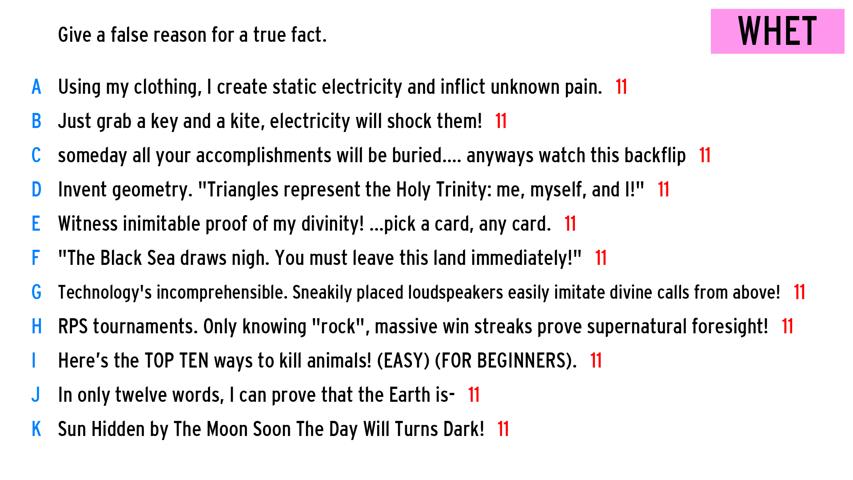 Give a false reason for a true fact.
WHET
A Using my clothing, I create static electricity and inflict unknown pain. 11
B Just grab a key and a kite, electricity will shock them! 11
C someday all your accomplishments will be buried.... anyways watch this backflip 11
D Invent geometry. "Triangles represent the Holy Trinity: me, myself, and I!" 11
E Witness inimitable proof of my divinity! ...pick a card, any card. 11
F "The Black Sea draws nigh. You must leave this land immediately!" 11
G Technology's incomprehensible. Sneakily placed loudspeakers easily imitate divine calls from above! 11
H RPS tournaments. Only knowing "rock", massive win streaks prove supernatural foresight! 11
I Here's the TOP TEN ways to kill animals! (EASY) (FOR BEGINNERS). 11
J In only twelve words, I can prove that the Earth is- 11
K Sun Hidden by The Moon Soon The Day Will Turns Dark! 11